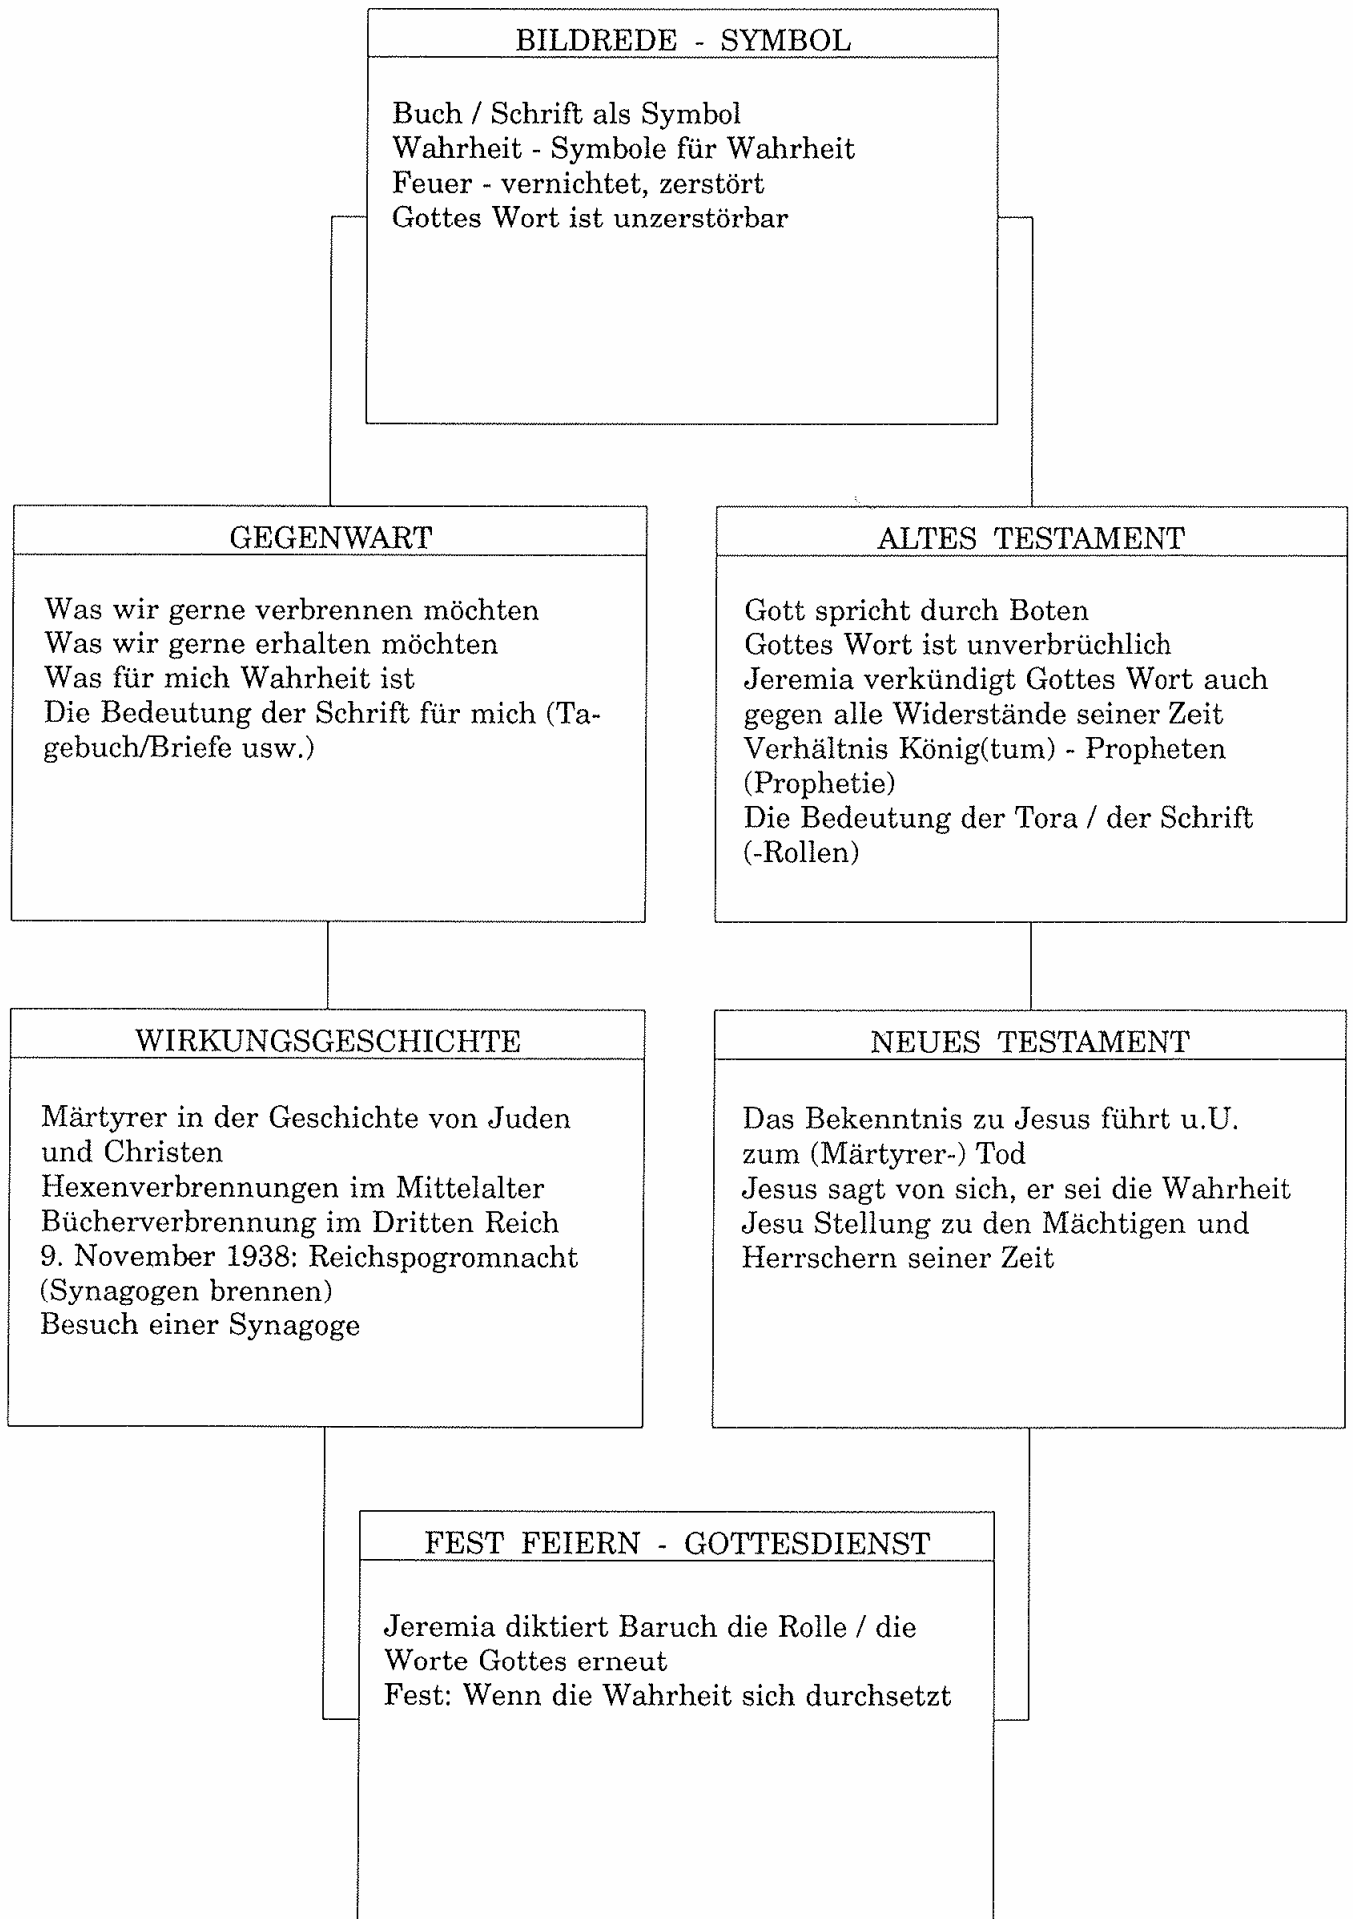 BILDREDE - SYMBOL
Buch / Schrift als Symbol
Wahrheit - Symbole für Wahrheit
Feuer - vernichtet, zerstört
Gottes Wort ist unzerstörbar
GEGENWART
Was wir gerne verbrennen möchten
Was wir gerne erhalten möchten
Was für mich Wahrheit ist
Die Bedeutung der Schrift für mich (Ta-
gebuch/Briefe usw.)
ALTES TESTAMENT
Gott spricht durch Boten
Gottes Wort ist unverbrüchlich
Jeremia verkündigt Gottes Wort auch
gegen alle Widerstände seiner Zeit
Verhältnis König(tum) - Propheten
(Prophetie)
Die Bedeutung der Tora / der Schrift
(-Rollen)
WIRKUNGSGESCHICHTE
Märtyrer in der Geschichte von Juden
und Christen
Hexenverbrennungen im Mittelalter
Bücherverbrennung im Dritten Reich
9. November 1938: Reichspogromnacht
(Synagogen brennen)
Besuch einer Synagoge
NEUES TESTAMENT
Das Bekenntnis zu Jesus führt u.U.
zum (Märtyrer-) Tod
Jesus sagt von sich, er sei die Wahrheit
Jesu Stellung zu den Mächtigen und
Herrschern seiner Zeit
FEST FEIERN - GOTTESDIENST
Jeremia diktiert Baruch die Rolle / die
Worte Gottes erneut
Fest: Wenn die Wahrheit sich durchsetzt